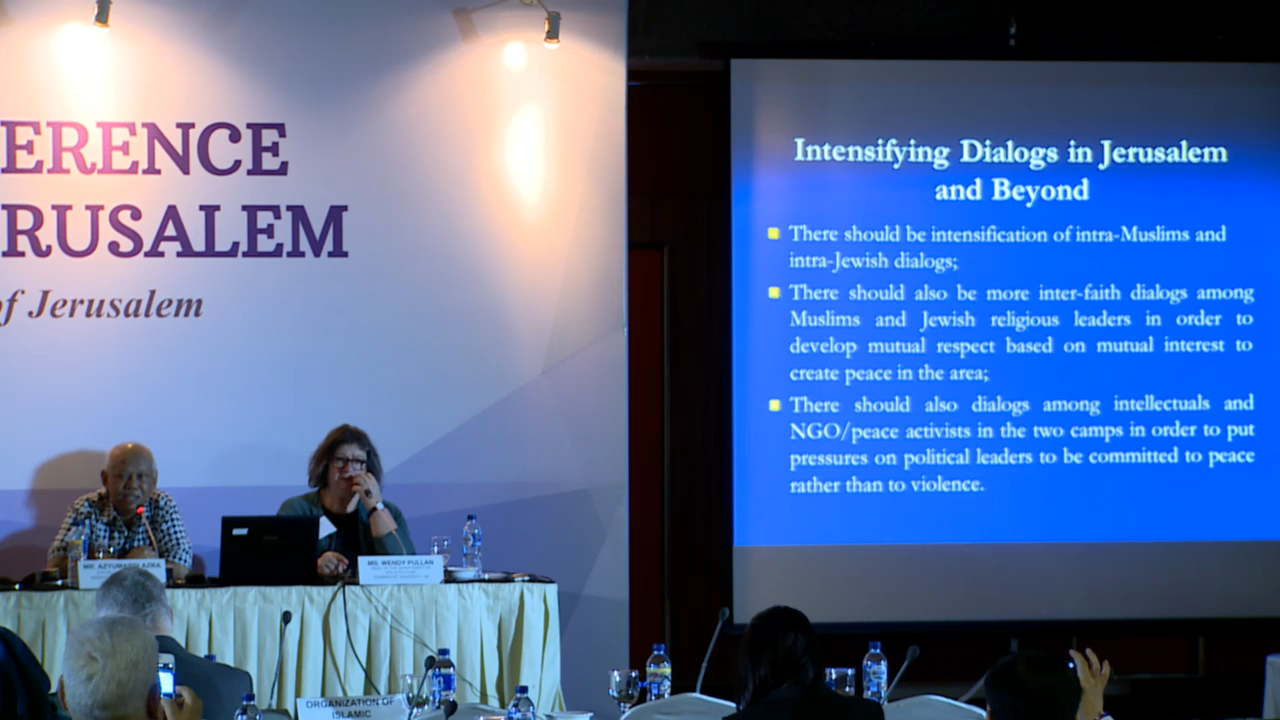 ERENCE
RUSALEM
of Jerusalem
Intensifying Dialogs in Jerusalem
and Beyond
There should be intensification of intra-Muslims and
intra-Jewish dialogs;
There should also be more inter-faith dialogs among
Muslims and Jewish religious leaders in order to
develop mutual respect based on mutual interest to
create peace in the area;
There should also dialogs among intellectuals and
NGO/peace activists in the two camps in order to put
pressures on political leaders to be committed to peace
rather than to violence.
MR. AZYUMARDI AZRA
MS. WENDY PULLAN
ORGANIZATION OF
ISLAMIC